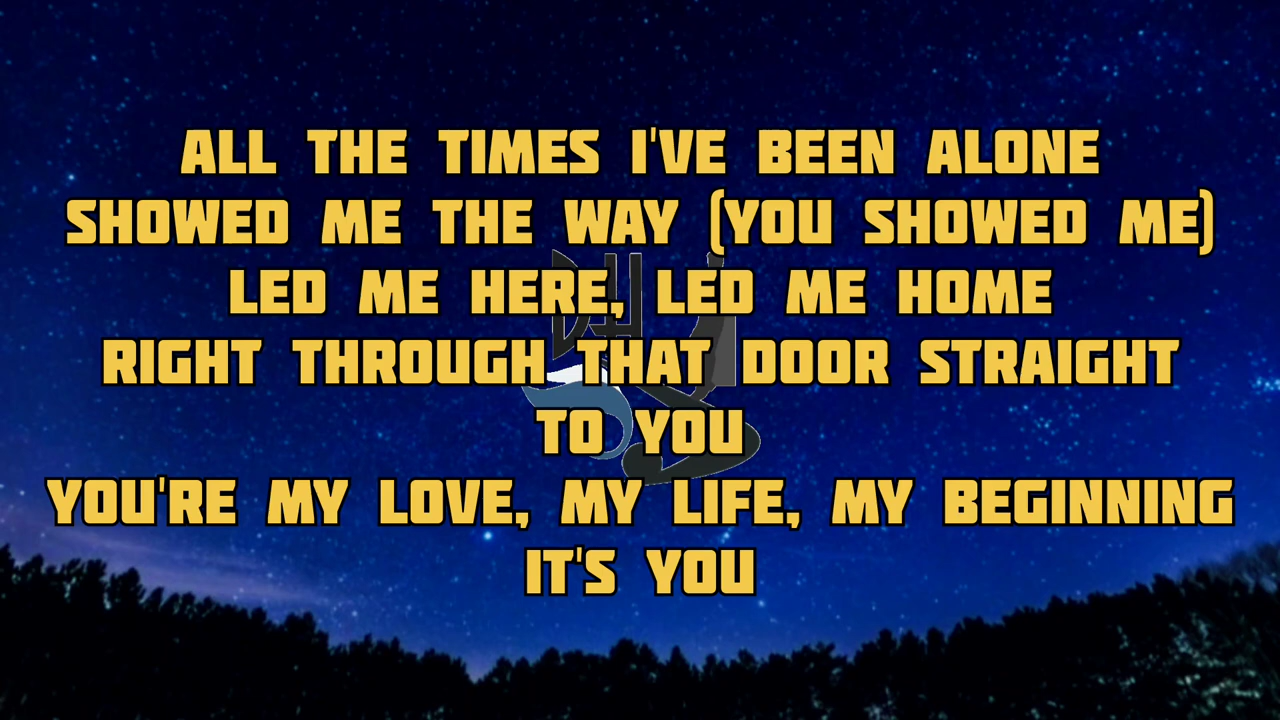 ALL THE TIMES I'VE BEEN ALONE
SHOWED ME THE WAY (YOU SHOWED ME)
LED ME HERE, LED ME HOME
RIGHT THROUGH THAT DOOR STRAIGHT
TO YOU
YOU'RE MY LOVE, MY LIFE, MY BEGINNING
IT'S YOU